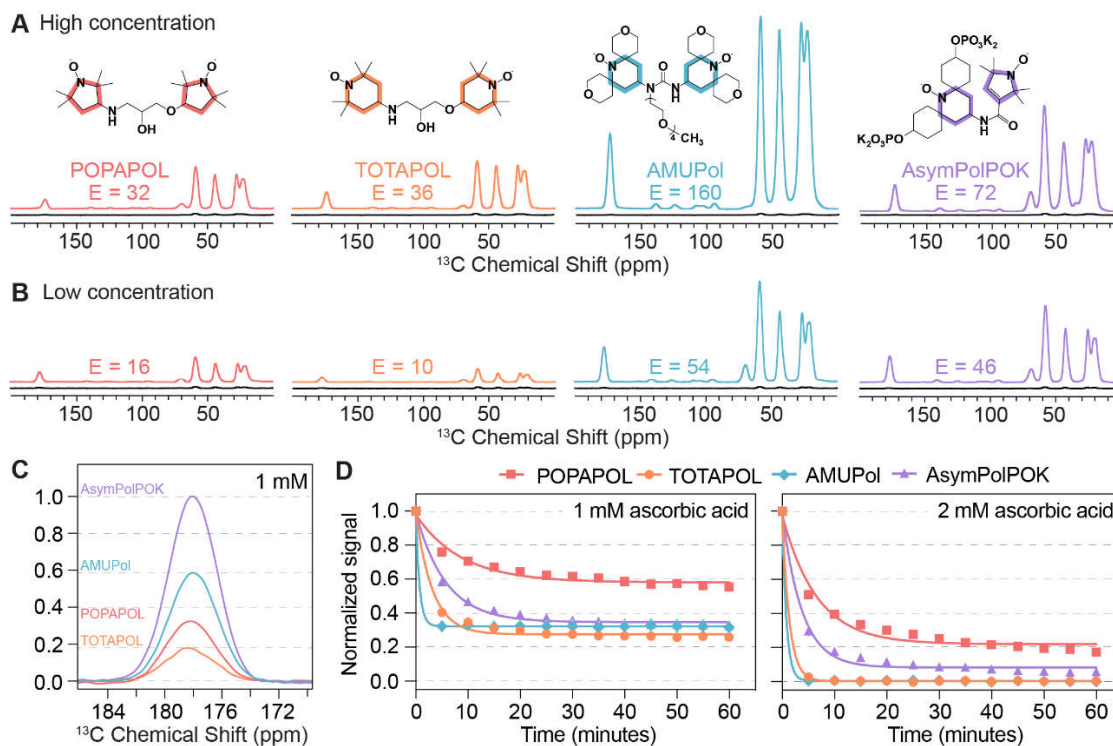 A High concentration
O·
N
N
H
OH
O
N
O·
POPAPOL
E = 32
O·
N
N
H
OH
O
N
O·
TOTAPOL
E = 36
O
O
O·
N
O
O·
N
N
NH
O
O
O
4
CH₃
AMUPol
E = 160
OPO₃K₂
O·
N
O·
N
K₂O₃PO
NH
O
AsymPolPOK
E = 72
150 100 50
150 100 50
150 100 50
150 100 50
¹³C Chemical Shift (ppm)
B Low concentration
E = 16
E = 10
E = 54
E = 46
150 100 50
150 100 50
150 100 50
150 100 50
¹³C Chemical Shift (ppm)
C
1 mM
AsymPolPOK
AMUPol
POPAPOL
TOTAPOL
1.0
0.8
0.6
0.4
0.2
0.0
184 180 176 172
¹³C Chemical Shift (ppm)
D
POPAPOL TOTAPOL AMUPol AsymPolPOK
1 mM ascorbic acid
Normalized signal
1.0
0.8
0.6
0.4
0.2
0.0
0 10 20 30 40 50 60
Time (minutes)
2 mM ascorbic acid
0 10 20 30 40 50 60
Time (minutes)